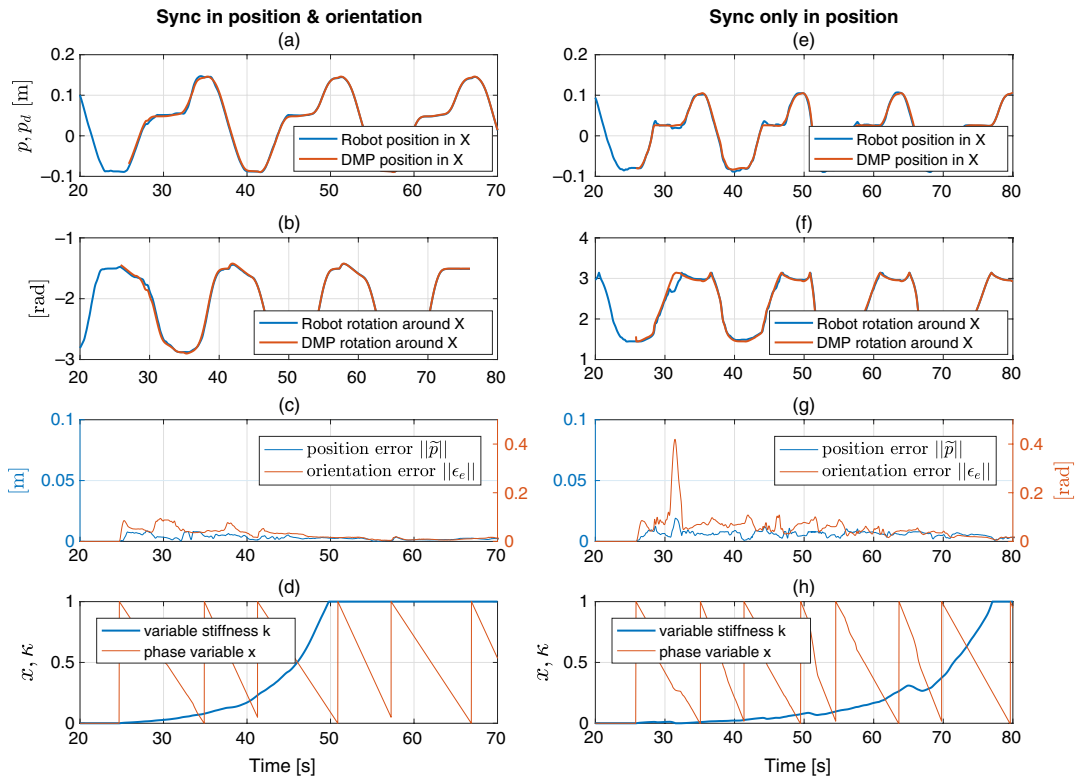 Sync in position & orientation
(a)
p, p_d [m]
0.2
0.1
0
−0.1
Robot position in X
DMP position in X
20 30 40 50 60 70
(b)
[rad]
−1
−2
−3
Robot rotation around X
DMP rotation around X
20 30 40 50 60 70 80
(c)
[m]
0.1
0.05
0
position error ||p̃||
orientation error ||ϵ_e||
0.4
0.2
0
20 30 40 50 60 70
(d)
x, κ
1
0.5
0
variable stiffness k
phase variable x
20 30 40 50 60 70
Time [s]
Sync only in position
(e)
0.2
0.1
0
−0.1
Robot position in X
DMP position in X
20 30 40 50 60 70 80
(f)
4
3
2
1
Robot rotation around X
DMP rotation around X
20 30 40 50 60 70 80
(g)
0.1
0.05
0
position error ||p̃||
orientation error ||ϵ_e||
0.4
0.2
0
[rad]
20 30 40 50 60 70 80
(h)
x, κ
1
0.5
0
variable stiffness k
phase variable x
20 30 40 50 60 70 80
Time [s]